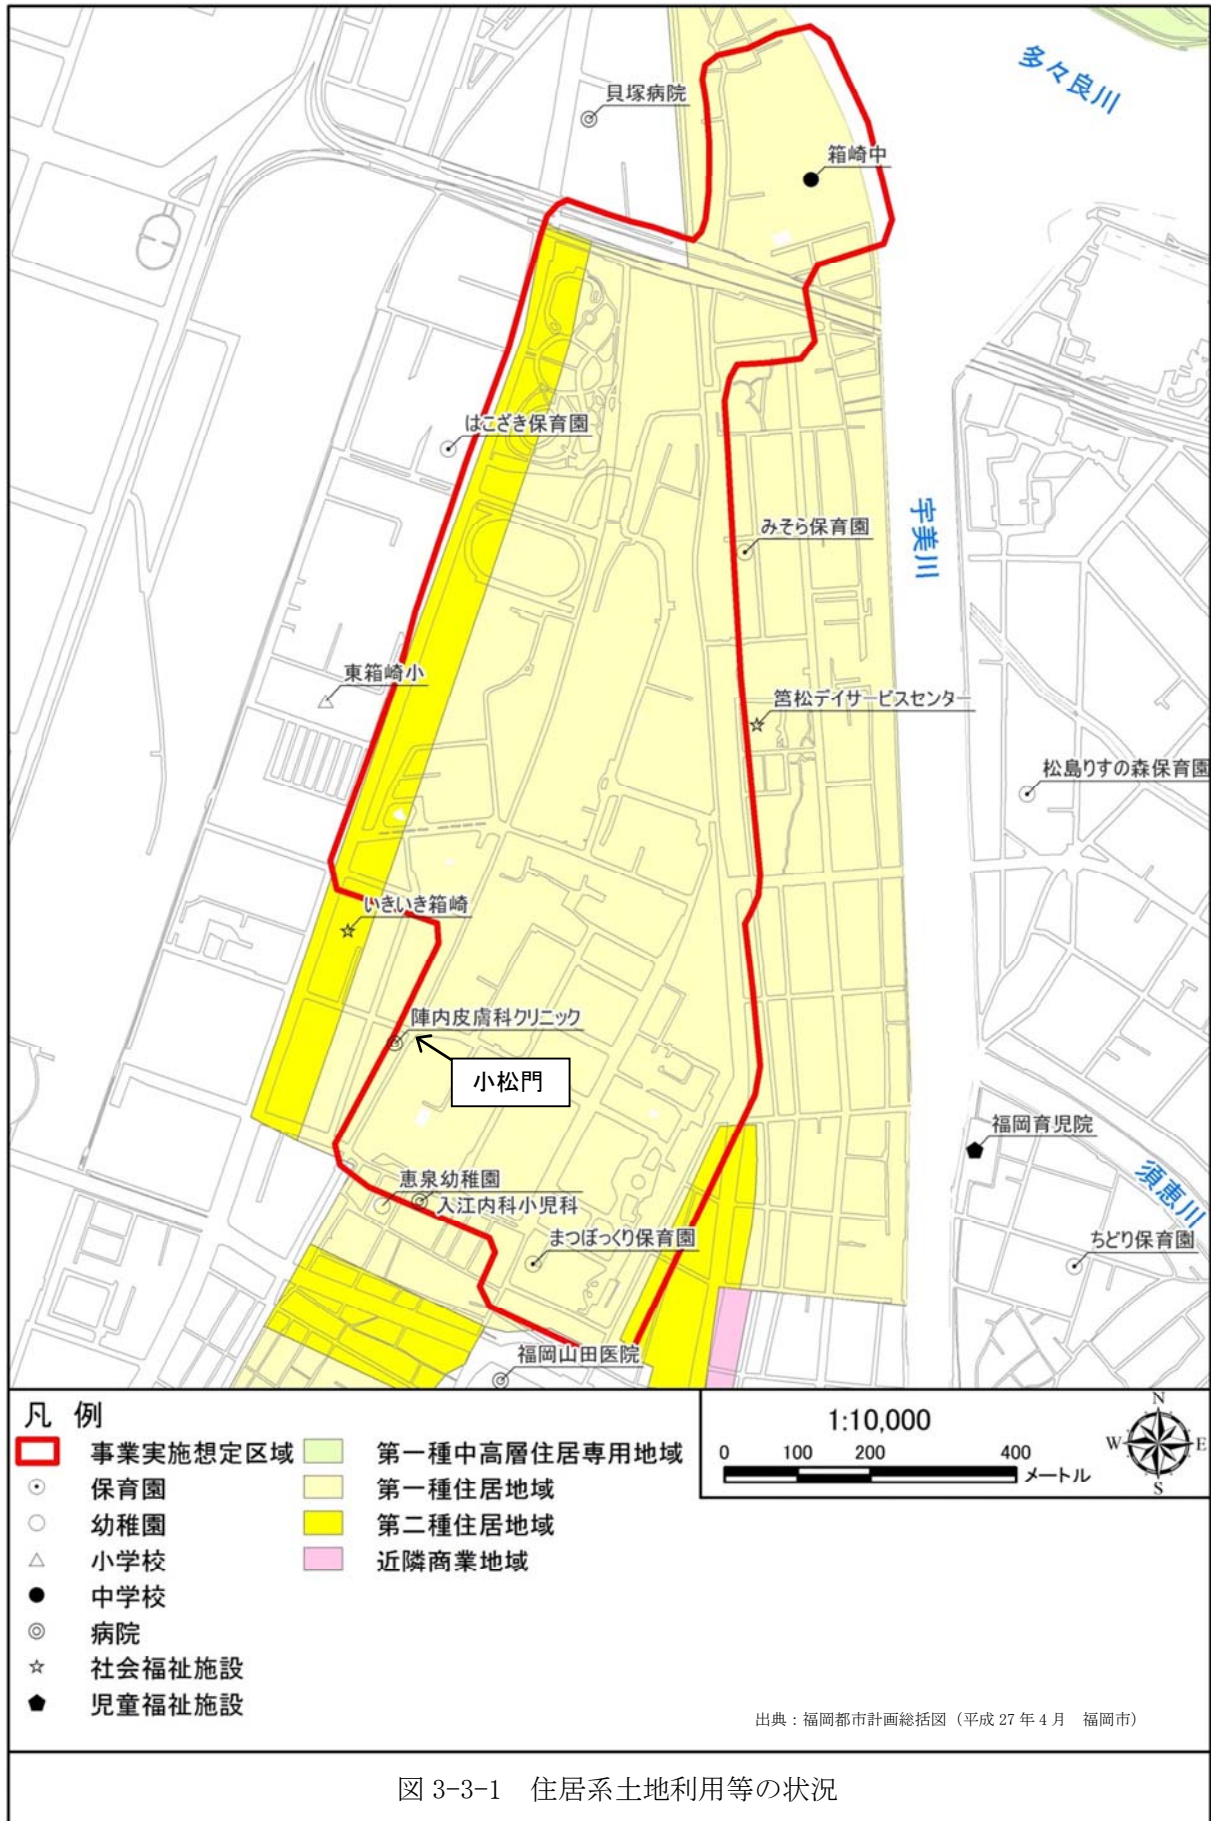 多々良川
貝塚病院
箱崎中
はこざき保育園
宇美川
みそら保育園
東箱崎小
筥松デイサービスセンター
松島りすの森保育園
いきいき箱崎
陣内皮膚科クリニック
小松門
福岡育児院
須恵川
恵泉幼稚園
入江内科小児科
まつぼっくり保育園
ちどり保育園
福岡山田医院
凡 例
事業実施想定区域
保育園
幼稚園
小学校
中学校
病院
社会福祉施設
児童福祉施設
第一種中高層住居専用地域
第一種住居地域
第二種住居地域
近隣商業地域
1:10,000
0 100 200 400
メートル
N
W E
S
出典：福岡都市計画総括図（平成 27 年 4 月 福岡市）
図 3-3-1 住居系土地利用等の状況